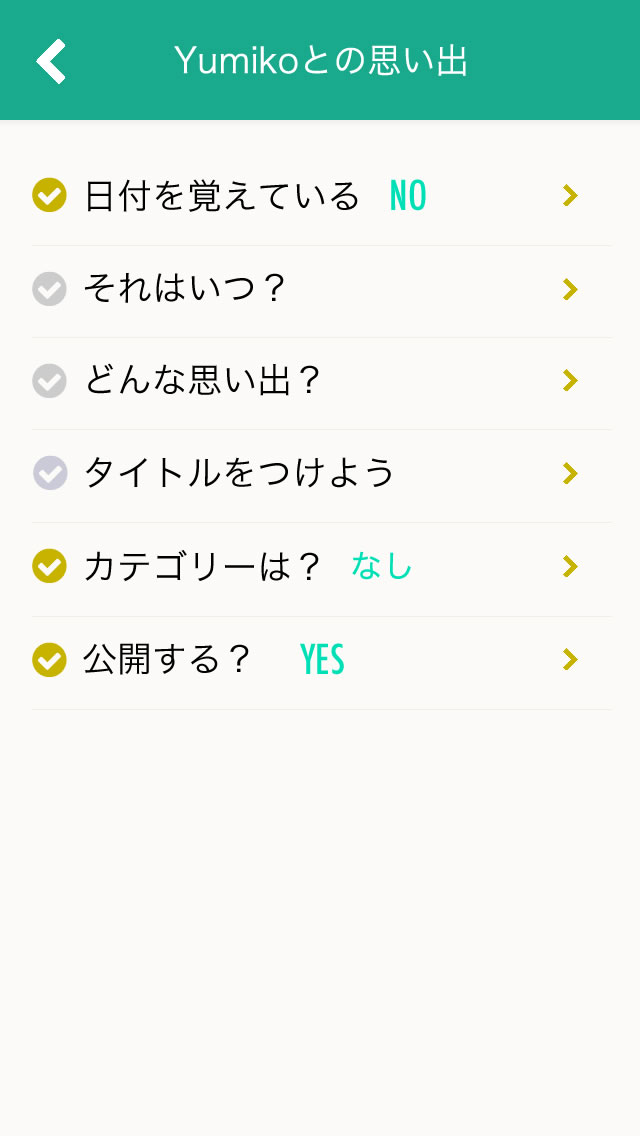 Yumikoとの思い出
日付を覚えている NO
それはいつ？
どんな思い出？
タイトルをつけよう
カテゴリーは？ なし
公開する？ YES